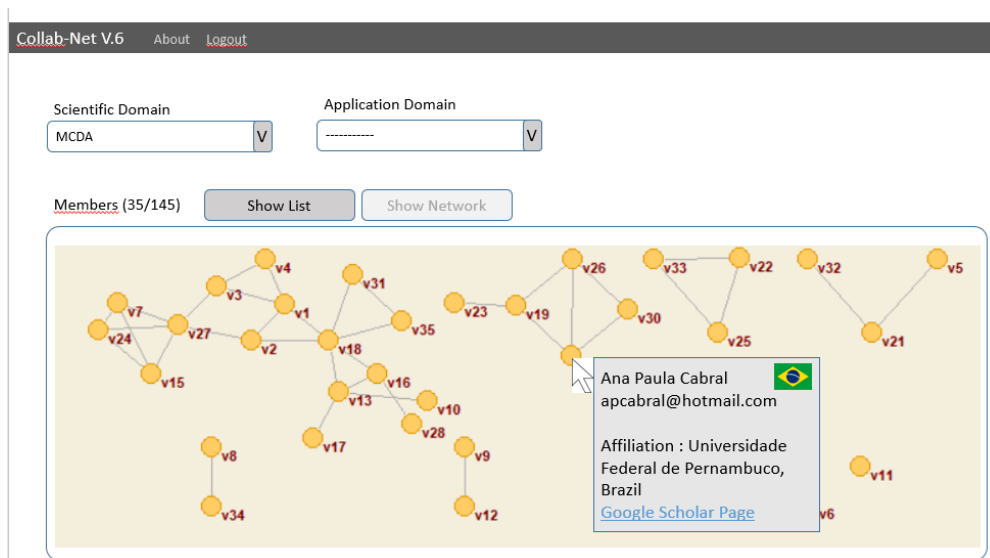 Collab-Net V.6 About Logout
Scientific Domain
Application Domain
MCDA V
----------- V
Members (35/145) Show List Show Network
v4
v26
v33
v22
v32
v5
v31
v3
v7
v1
v23
v19
v30
v27
v35
v24
v2
v18
v25
v21
v15
v16
v13
v10
v28
v17
v8
v9
v34
v12
Ana Paula Cabral
apcabral@hotmail.com
Affiliation : Universidade
Federal de Pernambuco,
Brazil
Google Scholar Page
v11
v6